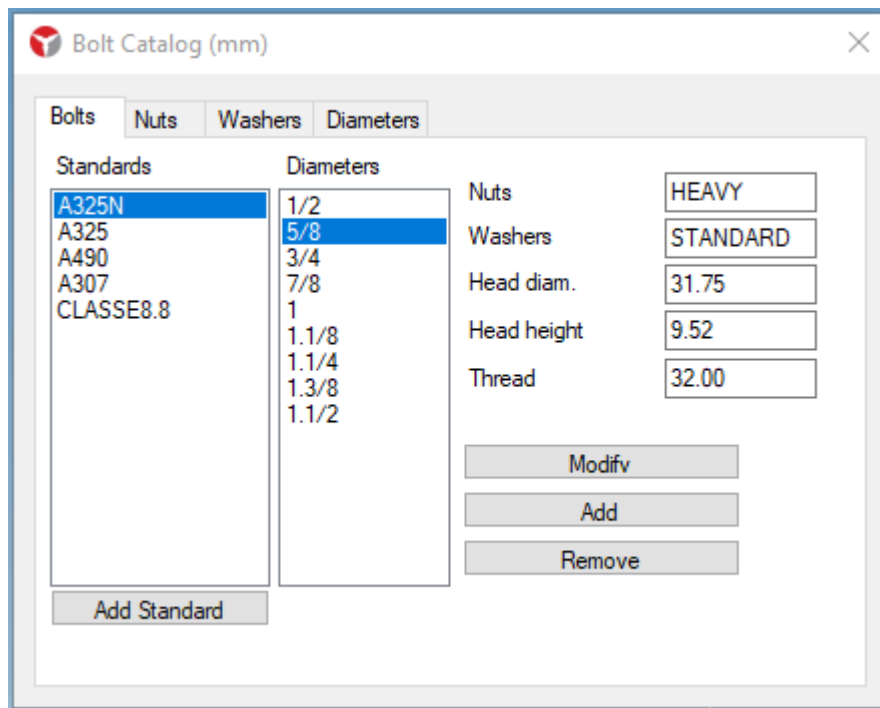 Bolt Catalog (mm)
Bolts Nuts Washers Diameters
Standards
A325N
A325
A490
A307
CLASSE8.8
Add Standard
Diameters
1/2
5/8
3/4
7/8
1
1.1/8
1.1/4
1.3/8
1.1/2
Nuts HEAVY
Washers STANDARD
Head diam. 31.75
Head height 9.52
Thread 32.00
Modify
Add
Remove